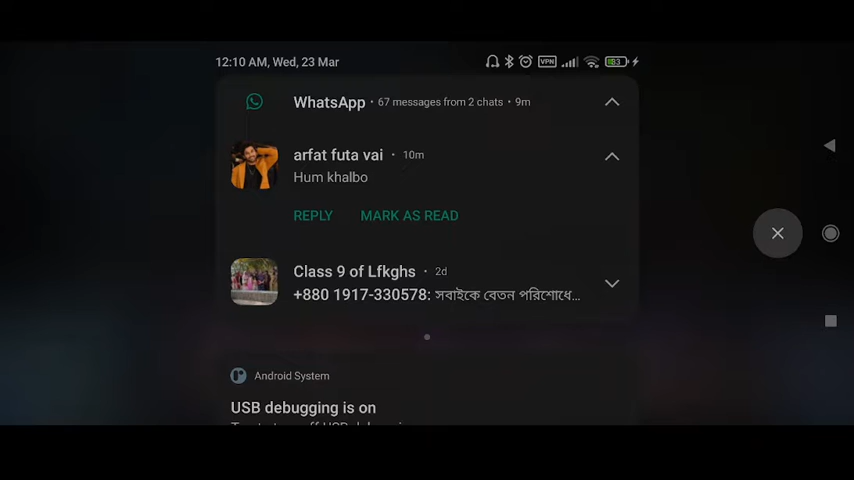 12:10 AM, Wed, 23 Mar VPN 83
WhatsApp • 67 messages from 2 chats • 9m
arfat futa vai • 10m
Hum khalbo
REPLY MARK AS READ
Class 9 of Lfkghs • 2d
+880 1917-330578: সবাইকে বেতন পরিশোধে...
Android System
USB debugging is on